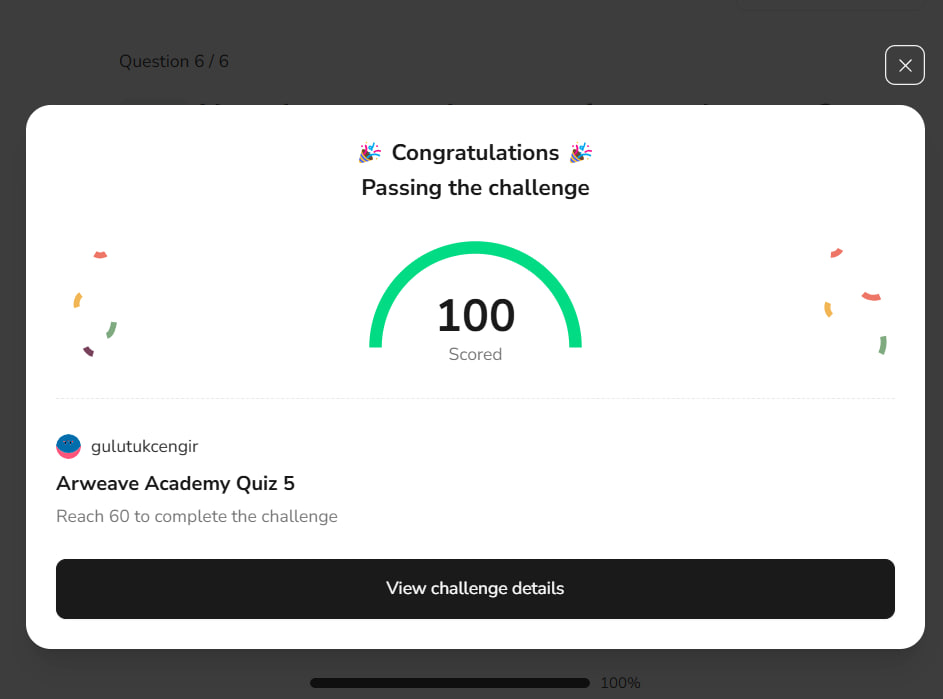 Question 6 / 6
🎉 Congratulations 🎉
Passing the challenge
100
Scored
gulutukcengir
Arweave Academy Quiz 5
Reach 60 to complete the challenge
View challenge details
100%